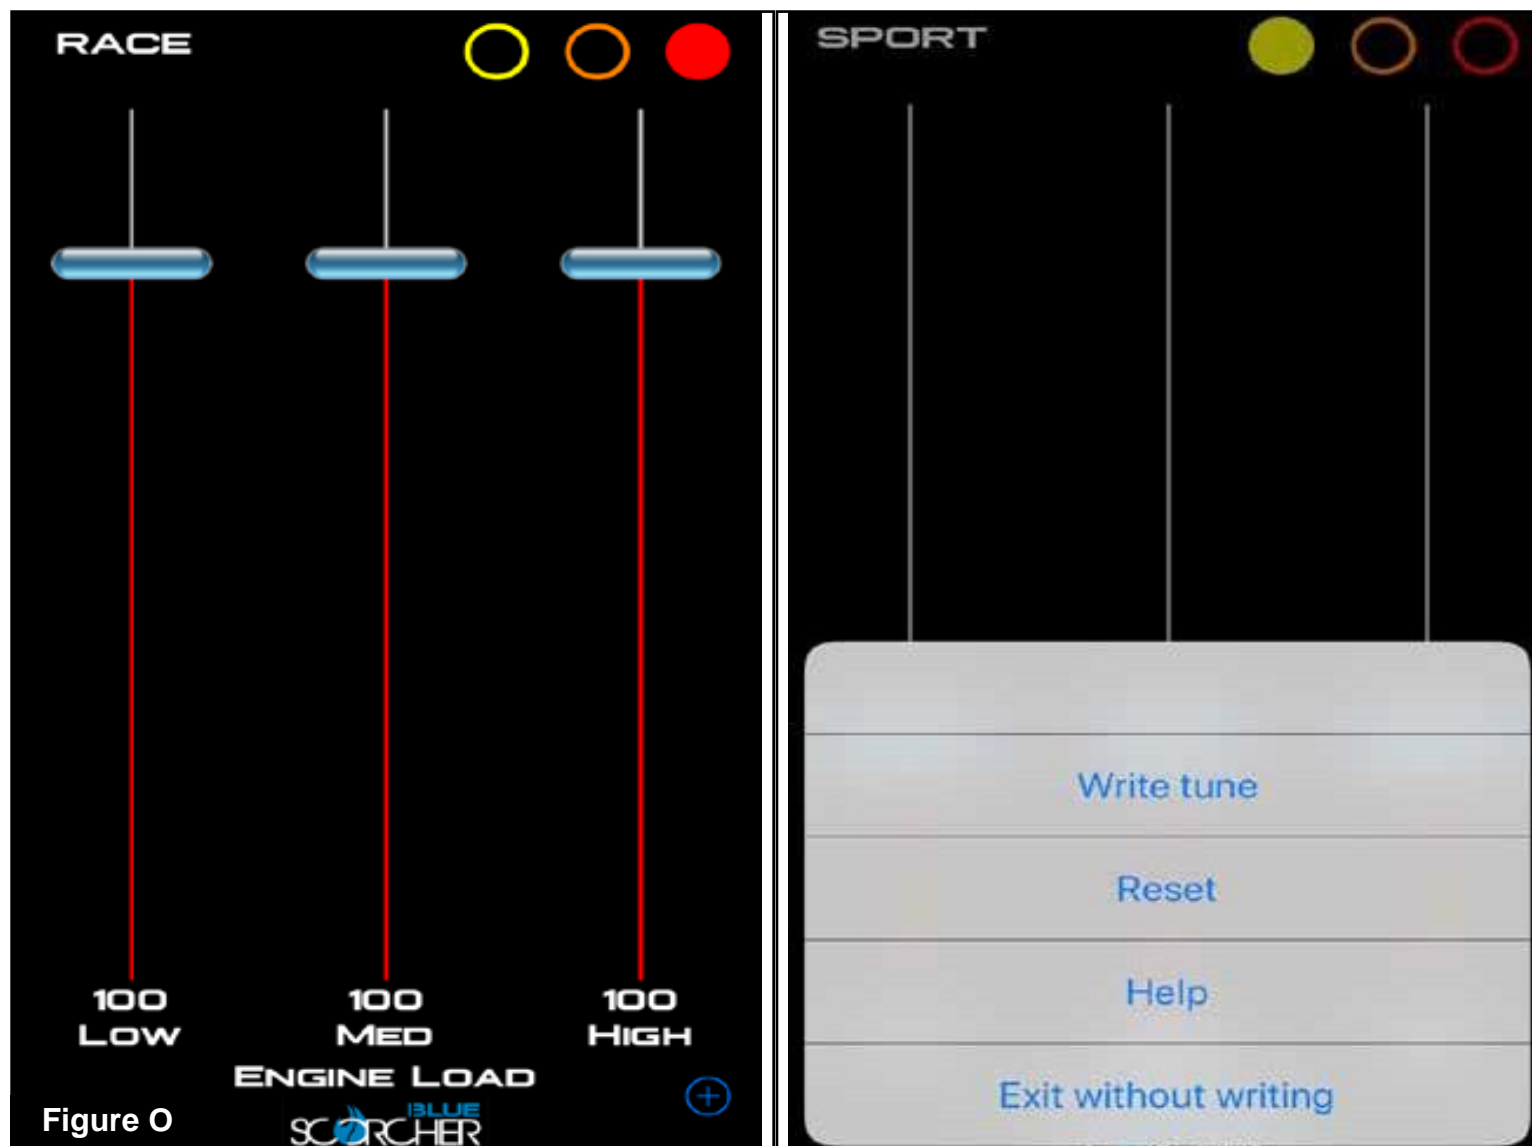 RACE
100 100 100
LOW MED HIGH
ENGINE LOAD
Figure O
BLUE
SCORCHER
SPORT
Write tune
Reset
Help
Exit without writing